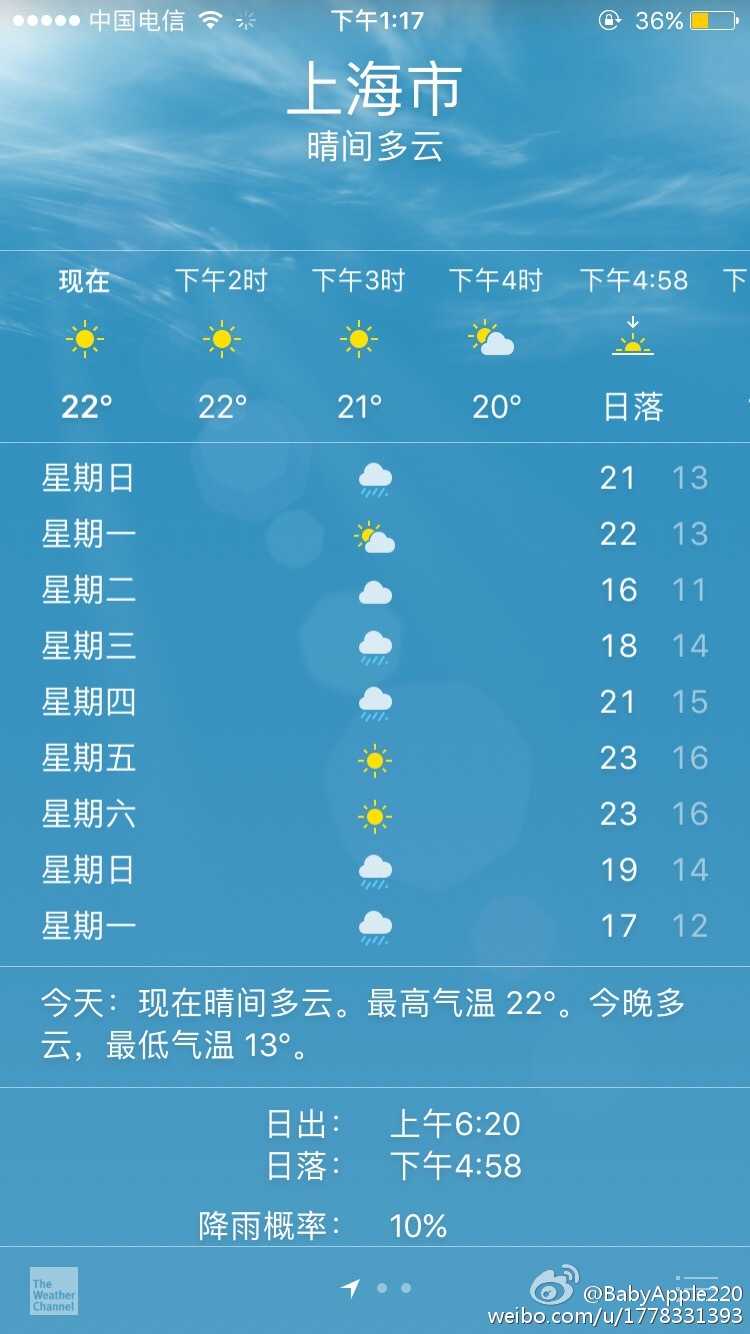 中国电信 下午1:17 36%
上海市
晴间多云
现在 下午2时 下午3时 下午4时 下午4:58 下
22° 22° 21° 20° 日落
星期日 21 13
星期一 22 13
星期二 16 11
星期三 18 14
星期四 21 15
星期五 23 16
星期六 23 16
星期日 19 14
星期一 17 12
今天：现在晴间多云。最高气温 22°。今晚多
云，最低气温 13°。
日出： 上午6:20
日落： 下午4:58
降雨概率： 10%
The
Weather
Channel
@BabyApple220
weibo.com/u/1778331393